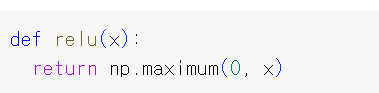 def relu(x):
  return np.maximum(0, x)